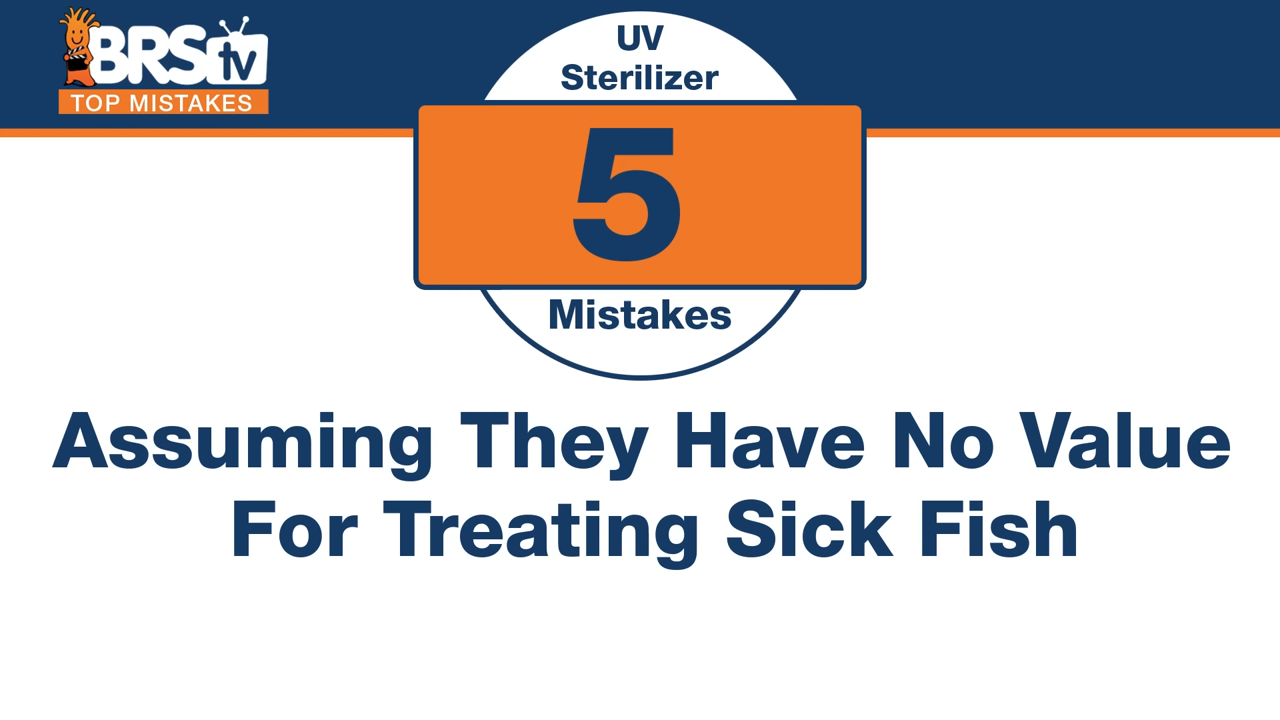 BRStv
TOP MISTAKES
UV
Sterilizer
5
Mistakes
Assuming They Have No Value
For Treating Sick Fish